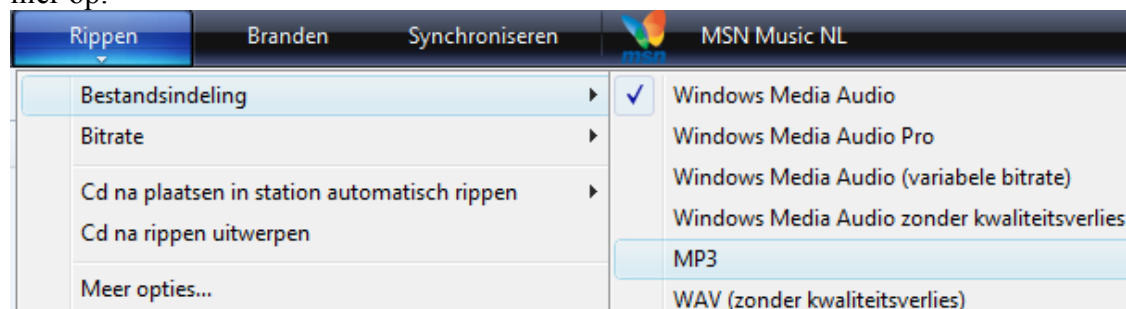 hier op.
Rippen Branden Synchroniseren msn MSN Music NL
Bestandsindeling
Bitrate
Cd na plaatsen in station automatisch rippen
Cd na rippen uitwerpen
Meer opties...
Windows Media Audio
Windows Media Audio Pro
Windows Media Audio (variabele bitrate)
Windows Media Audio zonder kwaliteitsverlies
MP3
WAV (zonder kwaliteitsverlies)